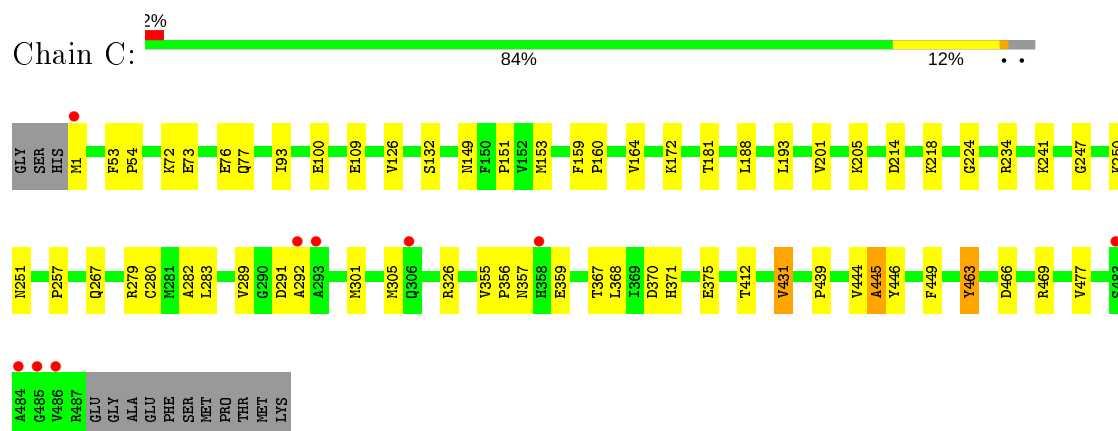 2%
Chain C:
84% 12% • •
GLY SER HIS M1 F53 P54 K72 E73 E76 Q77 I93 E100 E109 V126 S132 N149 F150 P151 V152 M153 F159 P160 V164 K172 T181 L188 L193 V201 K205 D214 K218 G224 R234 K241 G247 K250
N251 P257 Q267 R279 C280 M281 A282 L283 V289 G290 D291 A292 A293 M301 M305 Q306 R326 V355 P356 N357 H358 E359 T367 L368 I369 D370 H371 E375 T412 V431 P439 V444 A445 Y446 F449 Y463 D466 R469 V477 S483
A484 G485 V486 R487 GLU GLY ALA GLU PHE SER MET PRO THR MET LYS